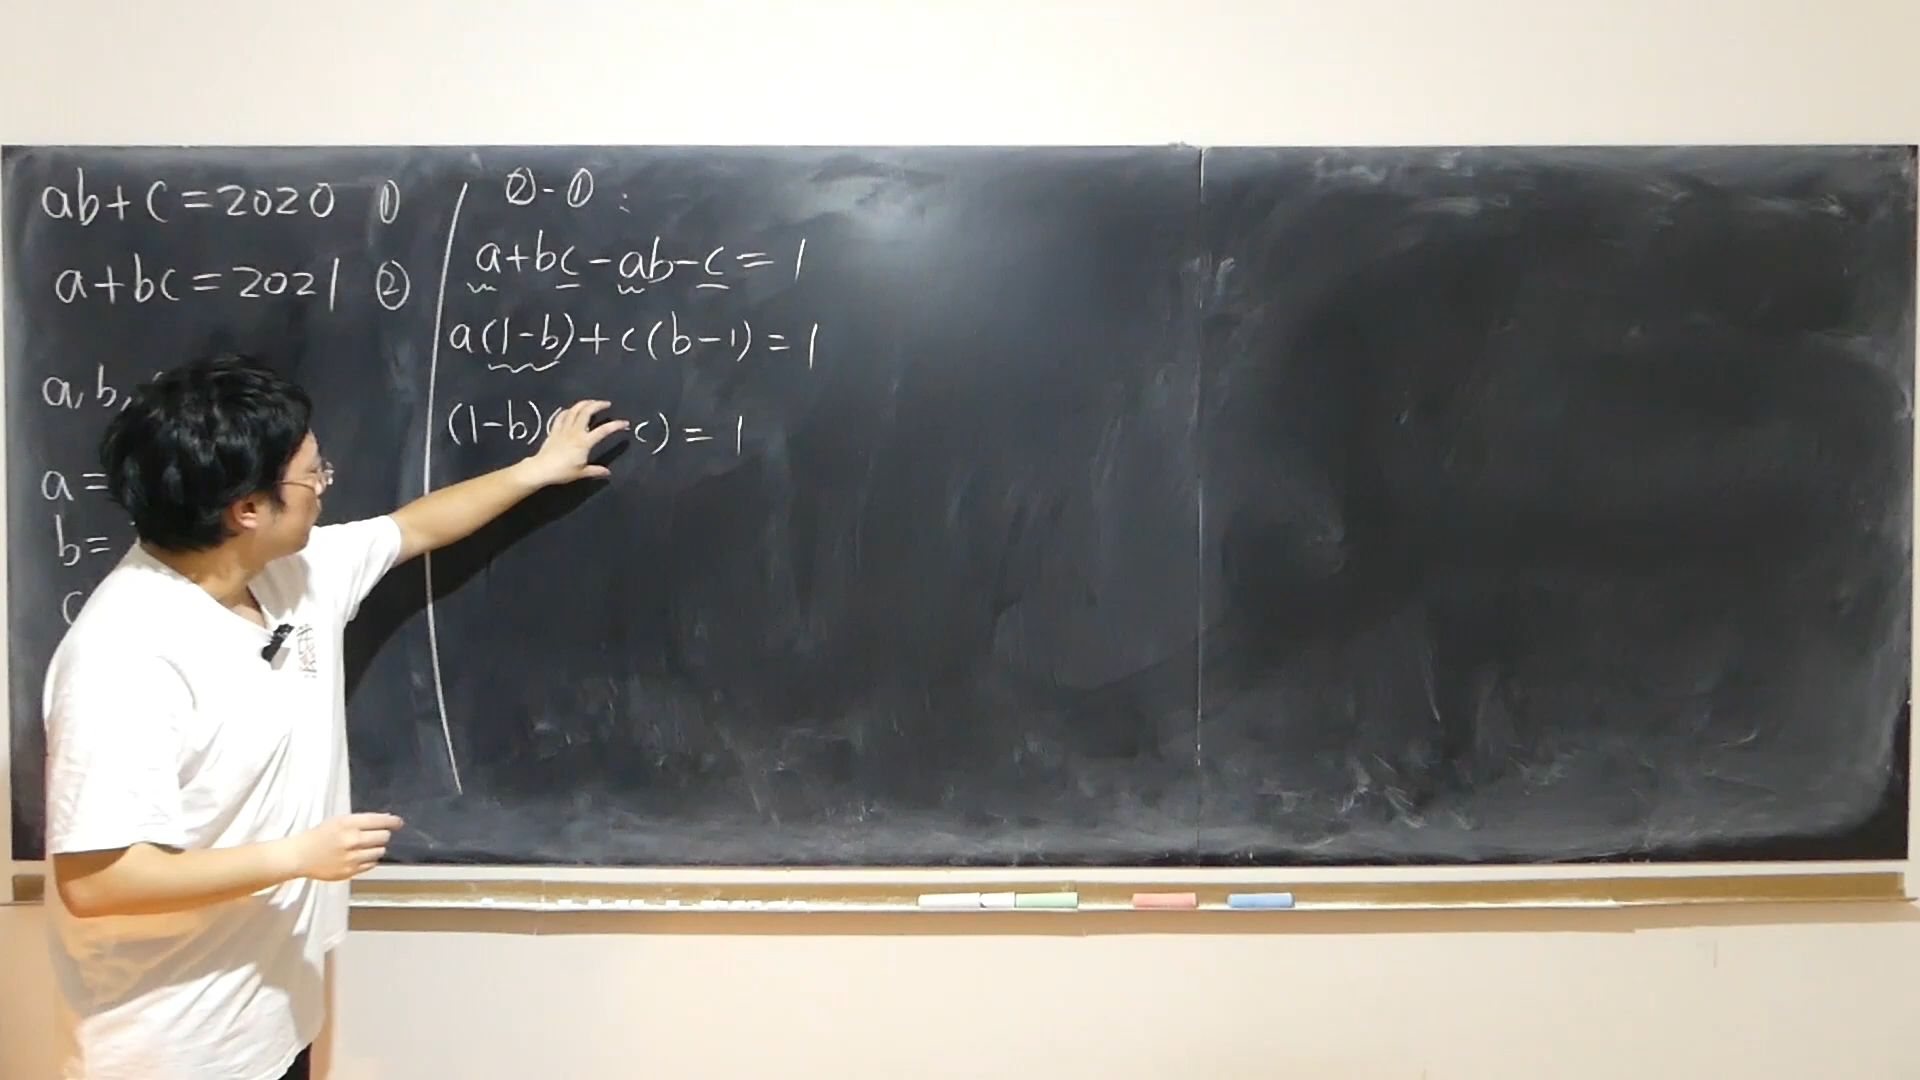 ab+c=2020 ①
a+bc=2021 ②
a,b,
a=
b=
c
②-①:
a+bc-ab-c=1
a(1-b)+c(b-1)=1
(1-b)( -c)=1